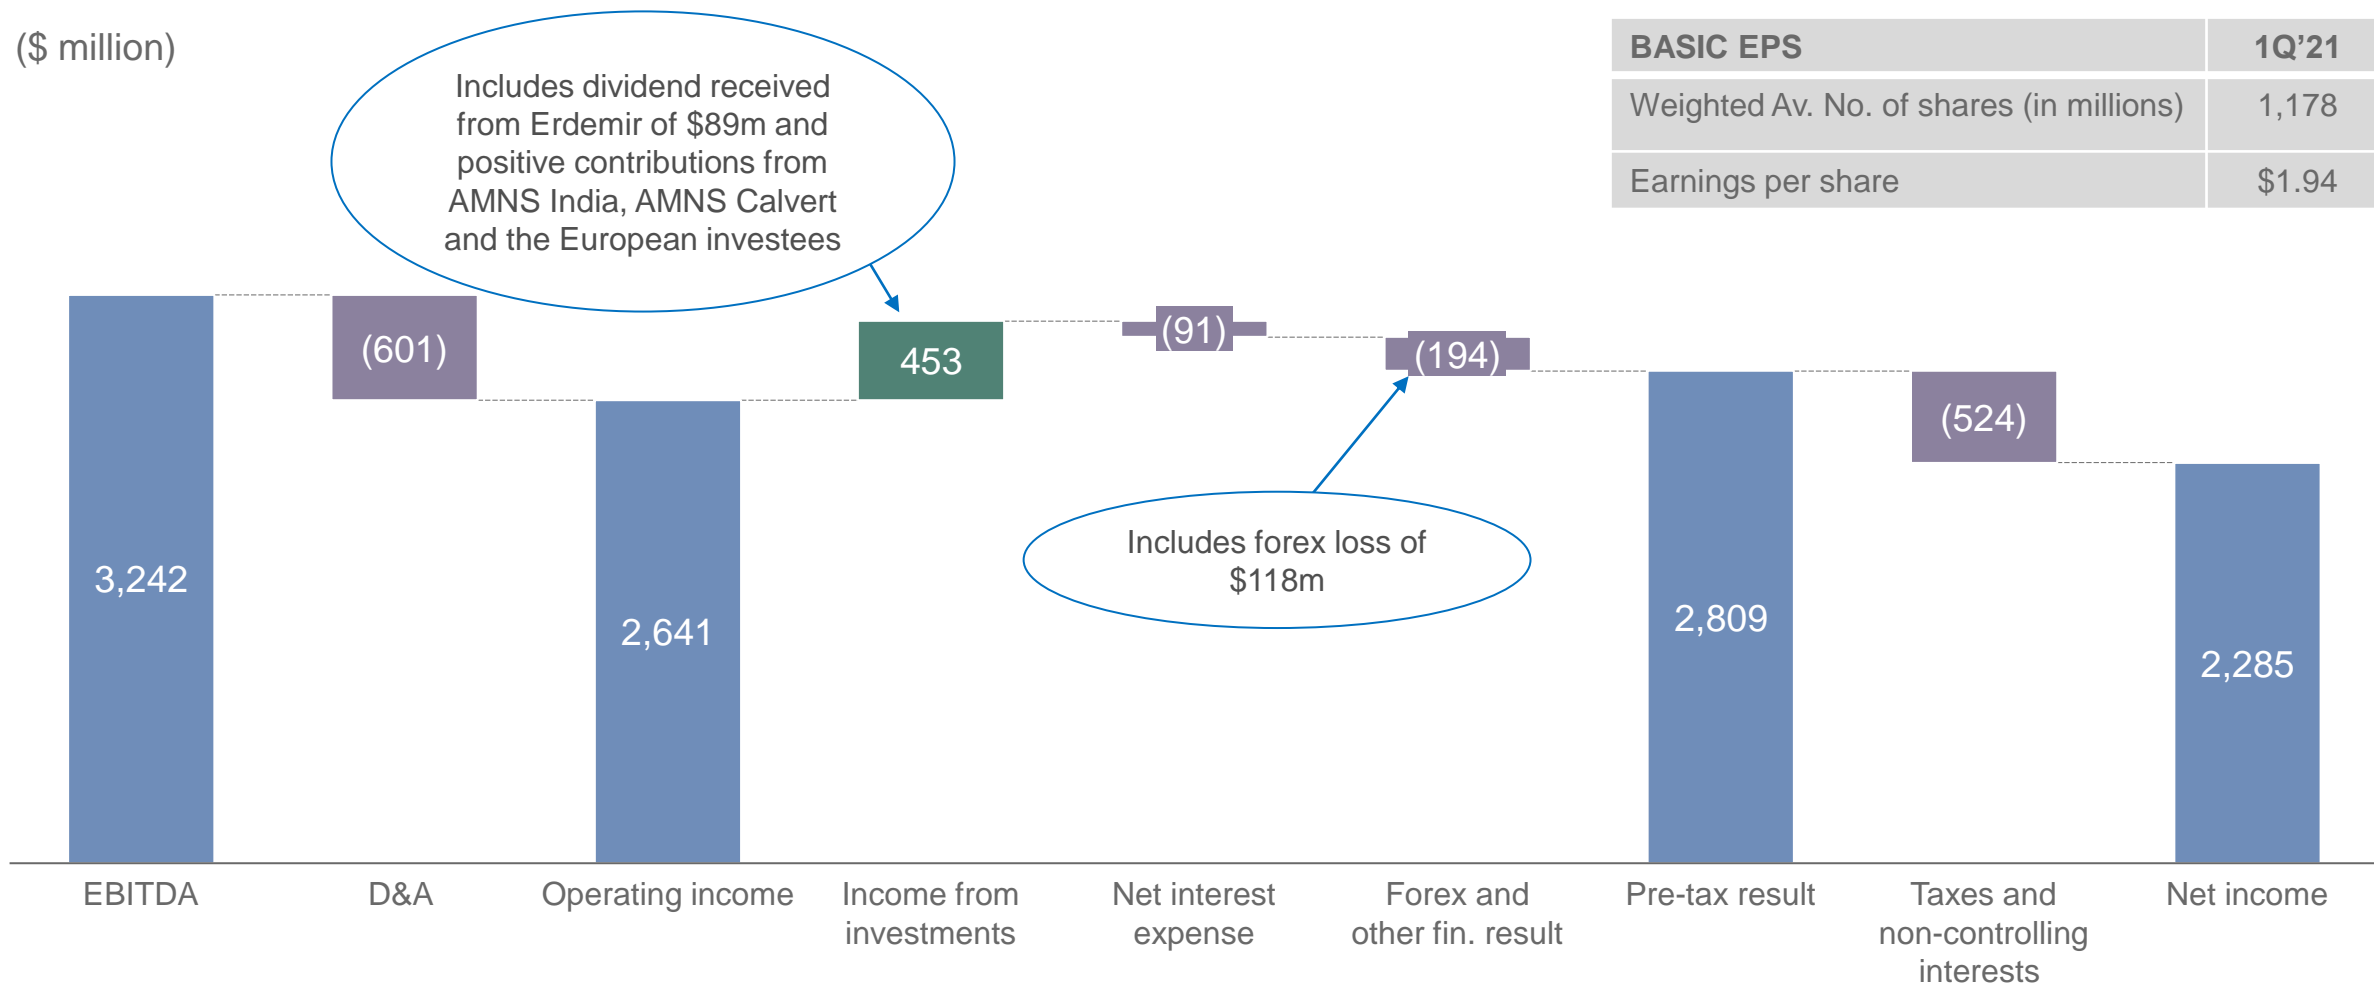 ($ million)
Includes dividend received
from Erdemir of $89m and
positive contributions from
AMNS India, AMNS Calvert
and the European investees
BASIC EPS 1Q’21
Weighted Av. No. of shares (in millions) 1,178
Earnings per share $1.94
3,242
(601)
2,641
453
(91)
(194)
Includes forex loss of
$118m
2,809
(524)
2,285
EBITDA
D&A
Operating income
Income from
investments
Net interest
expense
Forex and
other fin. result
Pre-tax result
Taxes and
non-controlling
interests
Net income